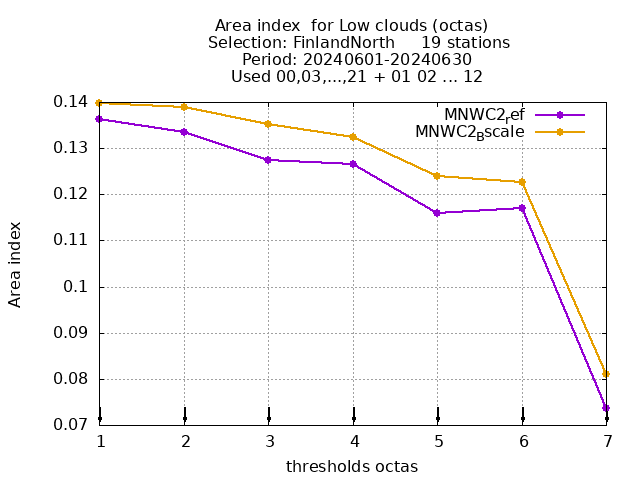 Area index  for Low clouds (octas)
Selection: FinlandNorth     19 stations
Period: 20240601-20240630
Used 00,03,...,21 + 01 02 ... 12
MNWC2_ref
MNWC2_Bscale
0.14
0.13
0.12
0.11
0.1
0.09
0.08
0.07
Area index
1 2 3 4 5 6 7
thresholds octas